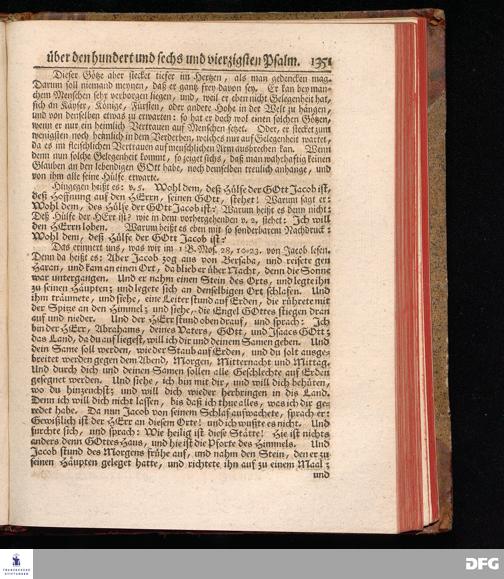 über den hundert und sechs und vierzigsten Psalm. 1351
Dieser Götze aber stecket tiefer im Hertzen, als man gedencken mag.
Darum soll niemand meynen, daß er gantz frey davon sey. Er kan bey man-
chem Menschen sehr verborgen liegen, und, weil er eben nicht Gelegenheit hat,
sich an Käyser, Könige, Fürsten, oder andere Hohe in der Welt zu hängen,
und von denselben etwas zu erwarten: so hat er doch wol einen solchen Götzen,
wenn er nur ein heimlich Vertrauen auf Menschen setzet. Oder, er stecket zum
wenigsten noch heimlich in dem Verderben, welches nur auf Gelegenheit wartet,
da es im fleischlichen Vertrauen auf menschlichen Arm ausbrechen kan. Wenn
denn nun solche Gelegenheit kommt, so zeiget sichs, daß man wahrhaftig keinen
Glauben an den lebendigen GOtt habe, noch demselben treulich anhange, und
von ihm alle seine Hülfe erwarte.
Hingegen heißt es: v. 5. Wohl dem, deß Hülfe der GOtt Jacob ist,
deß Hoffnung auf den HErrn, seinen GOtt, stehet! Warum sagt er:
Wohl dem, des Hülfe der GOtt Jacob ist? Warum heißt es denn nicht:
Deß Hülfe der HErr ist? wie in dem vorhergehenden v. 2. stehet: Ich will
den HErrn loben. Warum heißt es eben mit so sonderbarem Nachdruck:
Wohl dem, deß Hülfe der GOtt Jacob ist?
Das erinnert uns, was wir im 1 B. Mos. 28, 10-23. von Jacob lesen.
Denn da heißt es: Aber Jacob zog aus von Bersaba, und reisete gen
Haran, und kam an einen Ort, da blieb er über Nacht, denn die Sonne
war untergangen. Und er nahm einen Stein des Orts, und legte ihn
zu seinen Häupten; und legete sich an denselbigen Ort schlafen. Und
ihm träumete, und siehe, eine Leiter stund auf Erden, die rührete mit
der Spitze an den Himmel; und siehe, die Engel GOttes stiegen dran
auf und nieder. Und der HErr stund oben drauf, und sprach: Ich
bin der HErr, Abrahams, deines Vaters, GOtt, und Isaacs GOtt;
das Land, da du auf liegest, will ich dir und deinem Samen geben. Und
dein Same soll werden, wie der Staub auf Erden, und du solt ausge-
breitet werden gegen dem Abend, Morgen, Mitternacht und Mittag.
Und durch dich und deinen Samen sollen alle Geschlechte auf Erden
gesegnet werden. Und siehe, ich bin mit dir, und will dich behüten,
wo du hinzeuchst; und will dich wieder herbringen in dis Land.
Denn ich will dich nicht lassen, bis daß ich thue alles, was ich dir ge-
redet habe. Da nun Jacob von seinem Schlaf aufwachete, sprach er:
Gewißlich ist der HErr an diesem Orte! und ich wußte es nicht. Und
furchte sich, und sprach: Wie heilig ist diese Stätte! Hie ist nichts
anders denn GOttes Haus, und hie ist die Pforte des Himmels. Und
Jacob stund des Morgens frühe auf, und nahm den Stein, den er zu
seinen Häupten geleget hatte, und richtete ihn auf zu einem Maal;
und
FRANCKESCHE
STIFTUNGEN
DFG